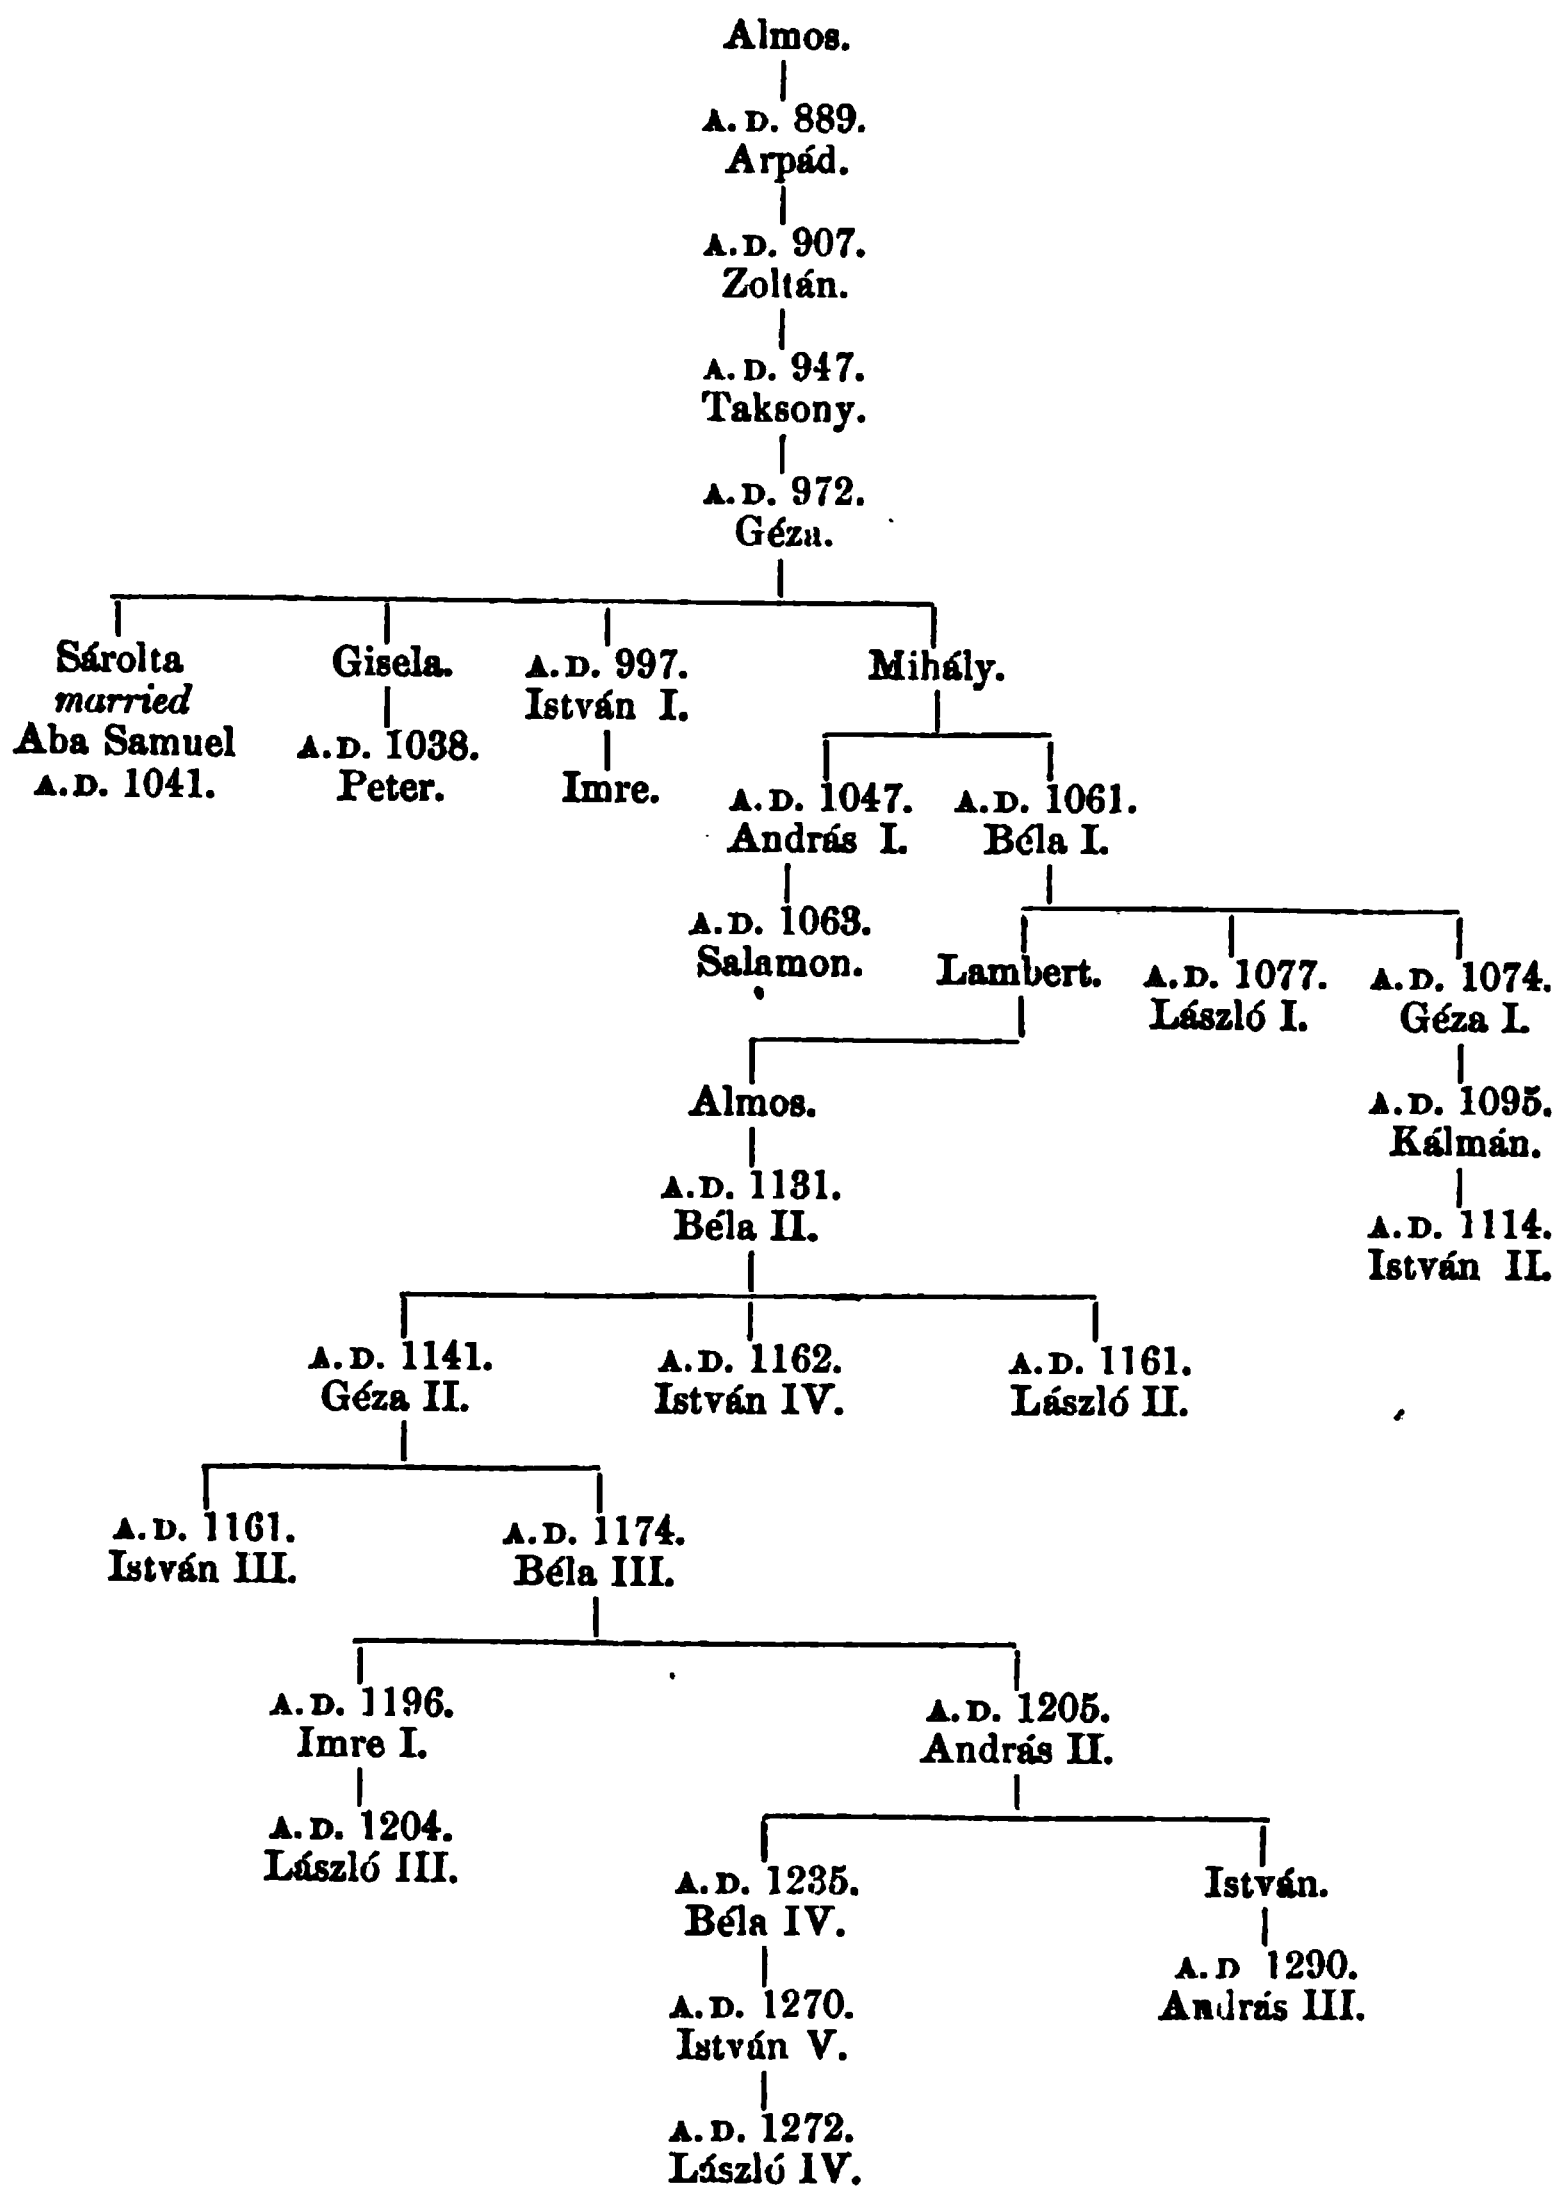 Almos.
A.D. 889.
Arpád.
A.D. 907.
Zoltán.
A.D. 947.
Taksony.
A.D. 972.
Géza.
Sárolta
married
Aba Samuel
A.D. 1041.
Gisela.
A.D. 1038.
Peter.
A.D. 997.
István I.
Imre.
Mihály.
A.D. 1047.
András I.
A.D. 1063.
Salamon.
A.D. 1061.
Béla I.
Lambert.
A.D. 1077.
László I.
A.D. 1074.
Géza I.
A.D. 1095.
Kálmán.
A.D. 1114.
István II.
Almos.
A.D. 1131.
Béla II.
A.D. 1141.
Géza II.
A.D. 1162.
István IV.
A.D. 1161.
László II.
A.D. 1161.
István III.
A.D. 1174.
Béla III.
A.D. 1196.
Imre I.
A.D. 1204.
László III.
A.D. 1205.
András II.
A.D. 1235.
Béla IV.
A.D. 1270.
István V.
A.D. 1272.
László IV.
István.
A.D 1290.
András III.